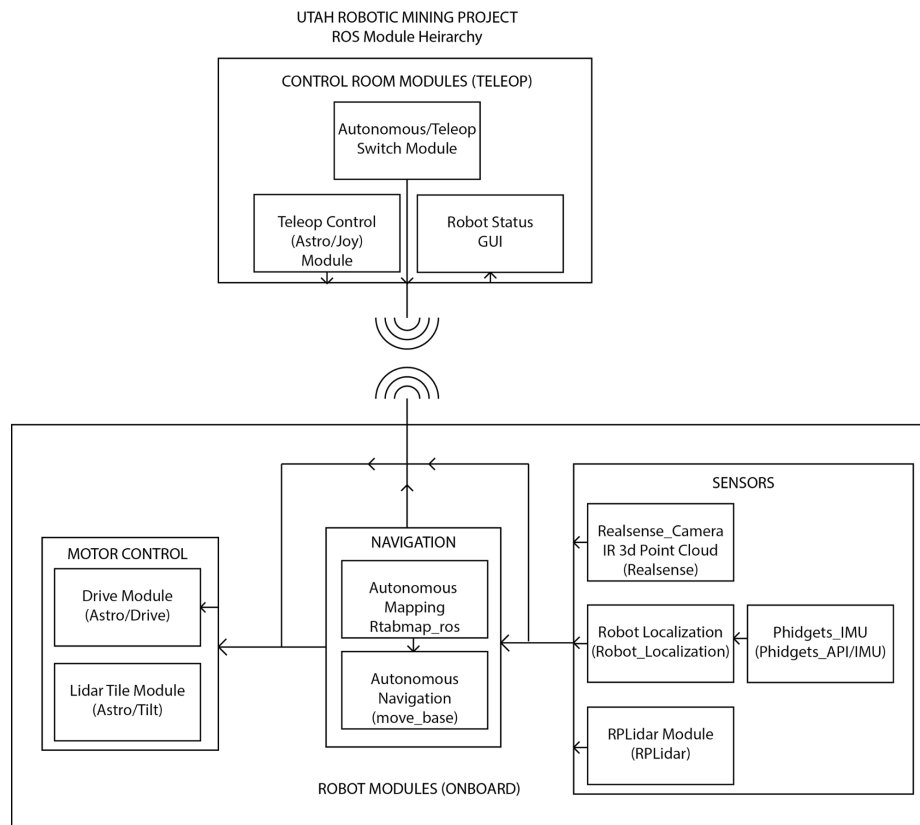 UTAH ROBOTIC MINING PROJECT
ROS Module Heirarchy
CONTROL ROOM MODULES (TELEOP)
Autonomous/Teleop
Switch Module
Teleop Control
(Astro/Joy)
Module
Robot Status
GUI
SENSORS
Realsense_Camera
IR 3d Point Cloud
(Realsense)
Robot Localization
(Robot_Localization)
Phidgets_IMU
(Phidgets_API/IMU)
RPLidar Module
(RPLidar)
NAVIGATION
Autonomous
Mapping
Rtabmap_ros
Autonomous
Navigation
(move_base)
MOTOR CONTROL
Drive Module
(Astro/Drive)
Lidar Tile Module
(Astro/Tilt)
ROBOT MODULES (ONBOARD)